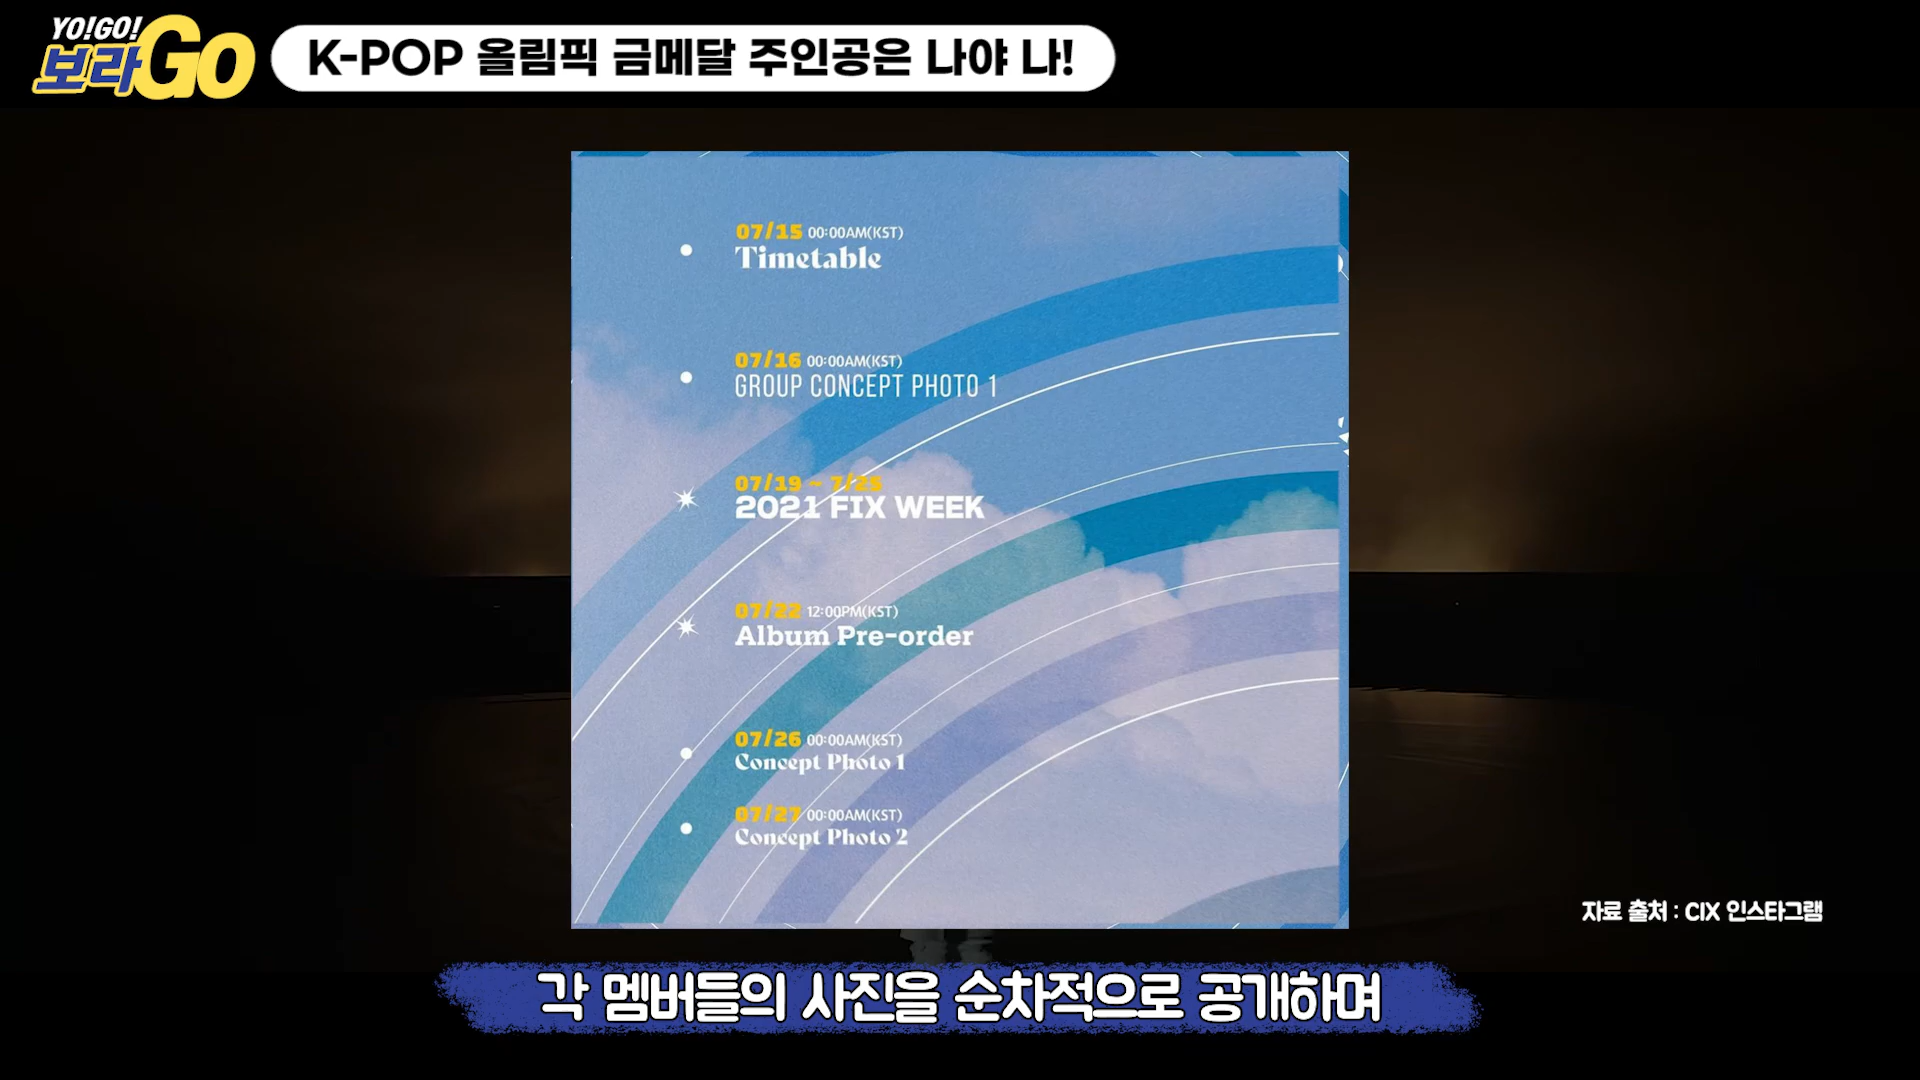 YO!GO!
보라GO
K-POP 올림픽 금메달 주인공은 나야 나!
07/15 00:00AM(KST)
Timetable
07/16 00:00AM(KST)
GROUP CONCEPT PHOTO 1
07/19 ~ 7/25
2021 FIX WEEK
07/22 12:00PM(KST)
Album Pre-order
07/26 00:00AM(KST)
Concept Photo 1
07/27 00:00AM(KST)
Concept Photo 2
자료 출처 : CIX 인스타그램
각 멤버들의 사진을 순차적으로 공개하며